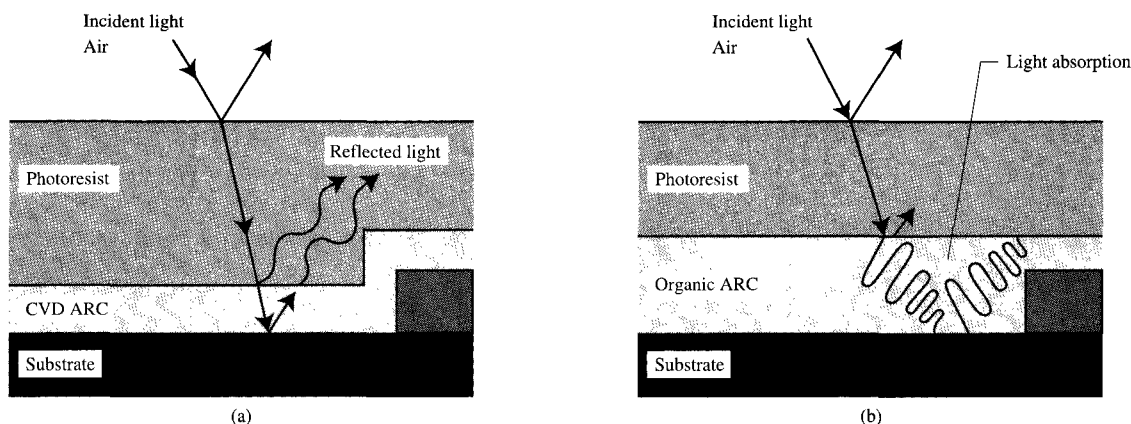 Incident light
Air
Reflected light
Photoresist
CVD ARC
Substrate
(a)
Incident light
Air
Light absorption
Photoresist
Organic ARC
Substrate
(b)